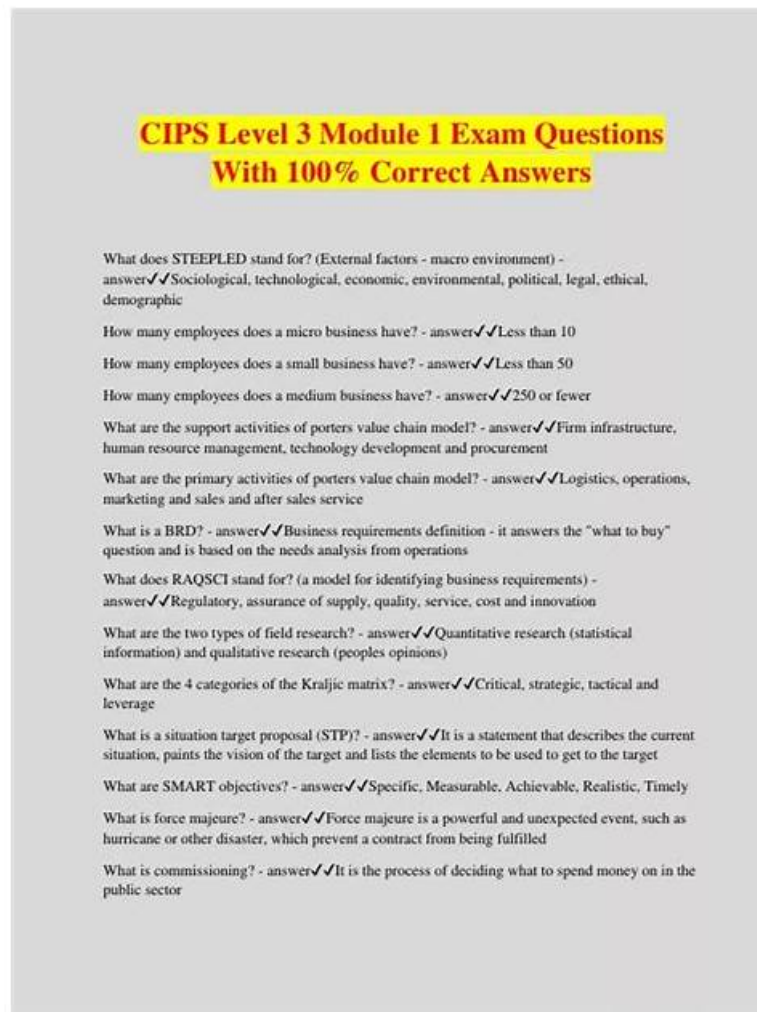 CIPS Level 3 Module 1 Exam Questions
With 100% Correct Answers
What does STEEPLED stand for? (External factors - macro environment) -
answer✓✓Sociological, technological, economic, environmental, political, legal, ethical,
demographic
How many employees does a micro business have? - answer✓✓Less than 10
How many employees does a small business have? - answer✓✓Less than 50
How many employees does a medium business have? - answer✓✓250 or fewer
What are the support activities of porters value chain model? - answer✓✓Firm infrastructure,
human resource management, technology development and procurement
What are the primary activities of porters value chain model? - answer✓✓Logistics, operations,
marketing and sales and after sales service
What is a BRD? - answer✓✓Business requirements definition - it answers the "what to buy"
question and is based on the needs analysis from operations
What does RAQSCI stand for? (a model for identifying business requirements) -
answer✓✓Regulatory, assurance of supply, quality, service, cost and innovation
What are the two types of field research? - answer✓✓Quantitative research (statistical
information) and qualitative research (peoples opinions)
What are the 4 categories of the Kraljic matrix? - answer✓✓Critical, strategic, tactical and
leverage
What is a situation target proposal (STP)? - answer✓✓It is a statement that describes the current
situation, paints the vision of the target and lists the elements to be used to get to the target
What are SMART objectives? - answer✓✓Specific, Measurable, Achievable, Realistic, Timely
What is force majeure? - answer✓✓Force majeure is a powerful and unexpected event, such as
hurricane or other disaster, which prevent a contract from being fulfilled
What is commissioning? - answer✓✓It is the process of deciding what to spend money on in the
public sector